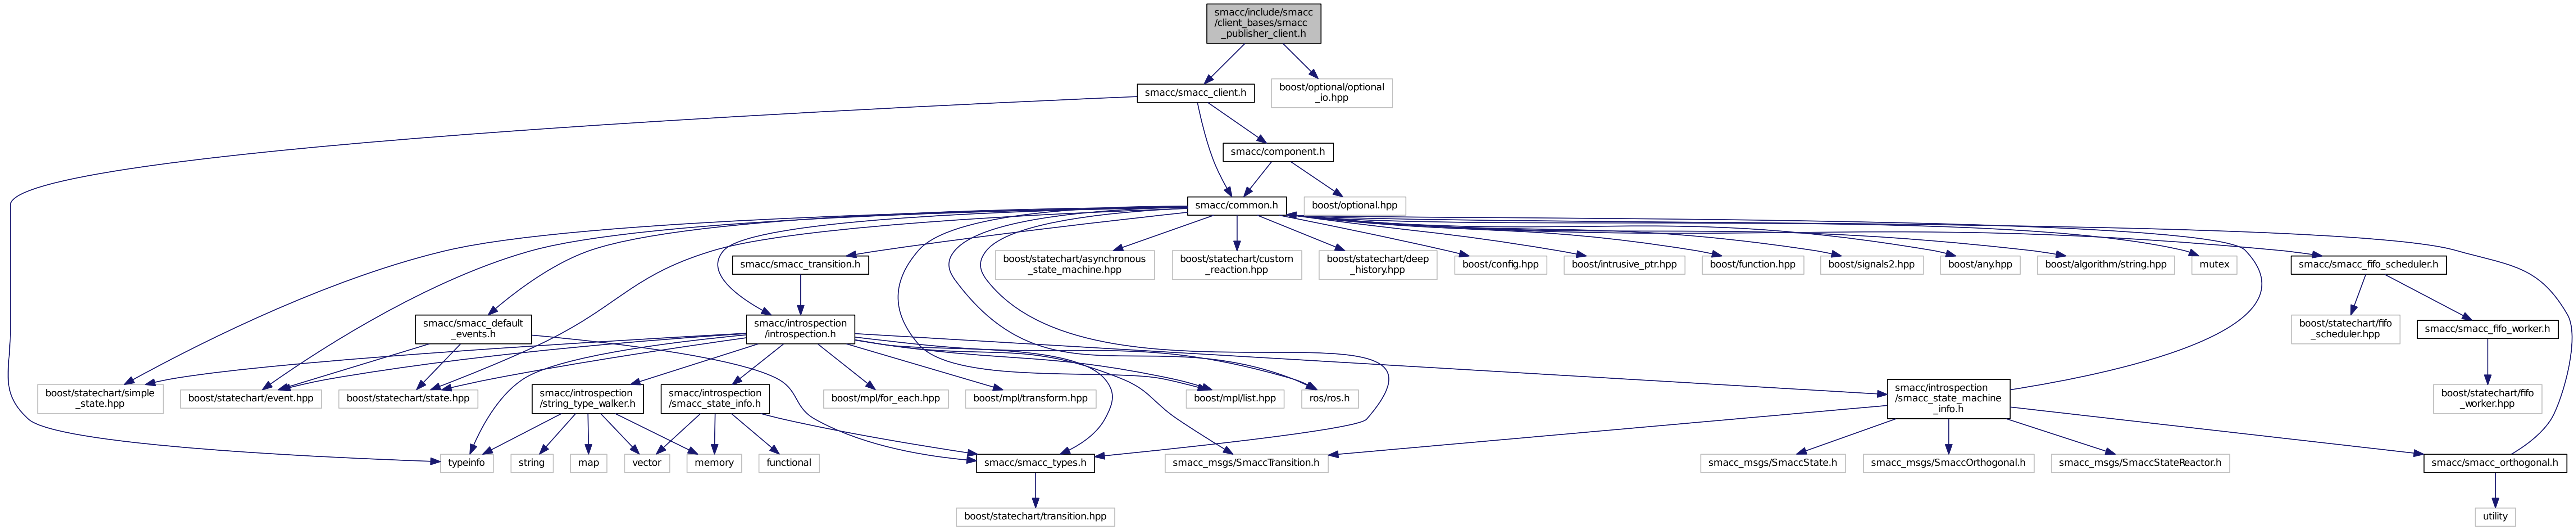 smacc/include/smacc
/client_bases/smacc
_publisher_client.h
smacc/smacc_client.h
boost/optional/optional
_io.hpp
smacc/component.h
smacc/common.h
boost/optional.hpp
smacc/smacc_transition.h
boost/statechart/asynchronous
_state_machine.hpp
boost/statechart/custom
_reaction.hpp
boost/statechart/deep
_history.hpp
boost/config.hpp
boost/intrusive_ptr.hpp
boost/function.hpp
boost/signals2.hpp
boost/any.hpp
boost/algorithm/string.hpp
mutex
smacc/smacc_fifo_scheduler.h
smacc/smacc_default
_events.h
smacc/introspection
/introspection.h
boost/statechart/fifo
_scheduler.hpp
smacc/smacc_fifo_worker.h
boost/statechart/simple
_state.hpp
boost/statechart/event.hpp
boost/statechart/state.hpp
smacc/introspection
/string_type_walker.h
smacc/introspection
/smacc_state_info.h
boost/mpl/for_each.hpp
boost/mpl/transform.hpp
boost/mpl/list.hpp
ros/ros.h
smacc/introspection
/smacc_state_machine
_info.h
boost/statechart/fifo
_worker.hpp
typeinfo
string
map
vector
memory
functional
smacc/smacc_types.h
smacc_msgs/SmaccTransition.h
smacc_msgs/SmaccState.h
smacc_msgs/SmaccOrthogonal.h
smacc_msgs/SmaccStateReactor.h
smacc/smacc_orthogonal.h
boost/statechart/transition.hpp
utility